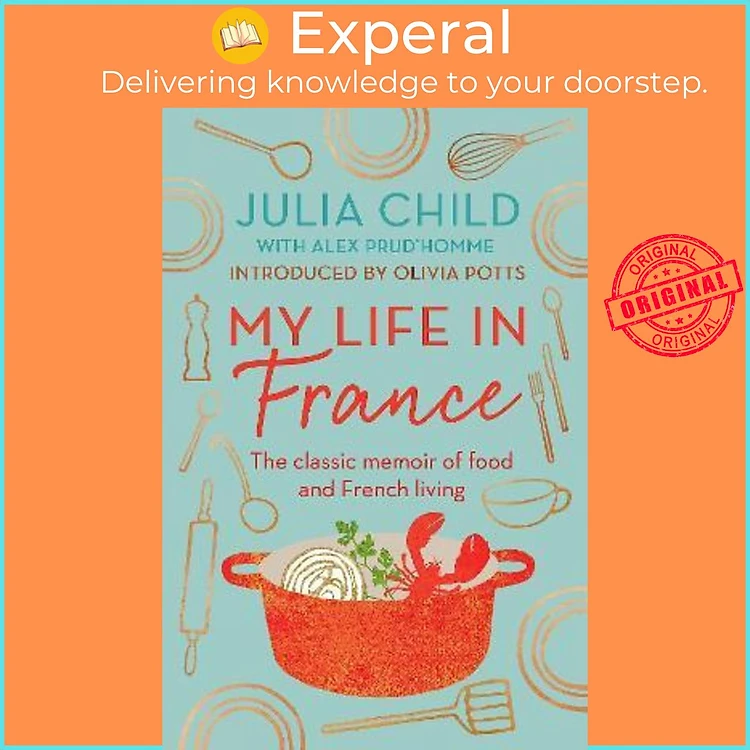 Experal
Delivering knowledge to your doorstep.
JULIA CHILD
WITH ALEX PRUD'HOMME
INTRODUCED BY OLIVIA POTTS
MY LIFE IN
France
The classic memoir of food
and French living
ORIGINAL
ORIGINAL
ORIGINAL